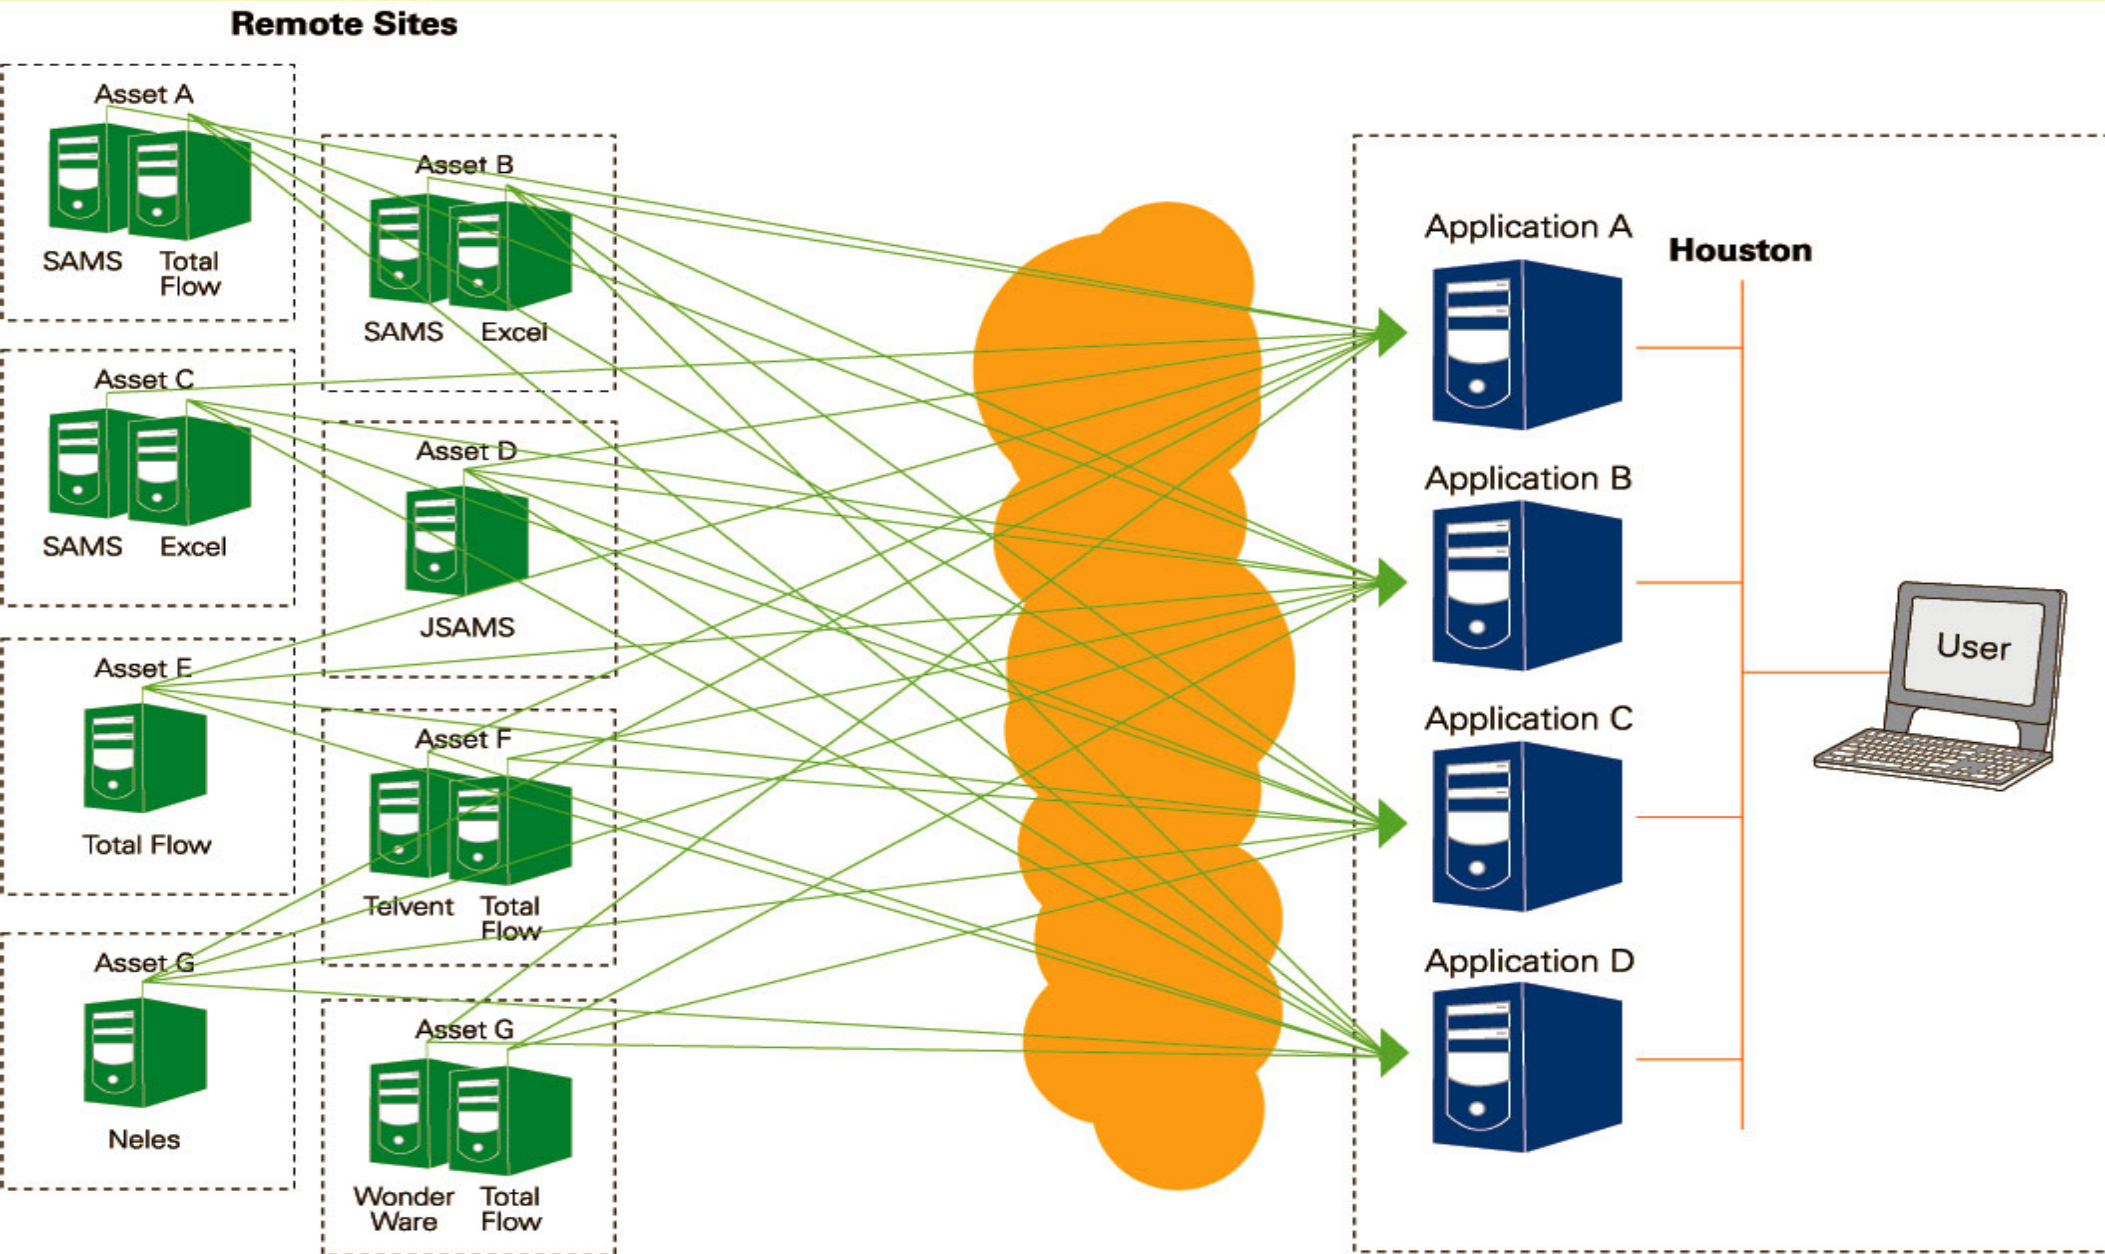 Remote Sites
Asset A
SAMS
Total
Flow
Asset B
SAMS
Excel
Asset C
SAMS
Excel
Asset D
JSAMS
Asset E
Total Flow
Asset F
Telvent
Total
Flow
Asset G
Neles
Asset G
Wonder
Ware
Total
Flow
Houston
Application A
Application B
Application C
Application D
User